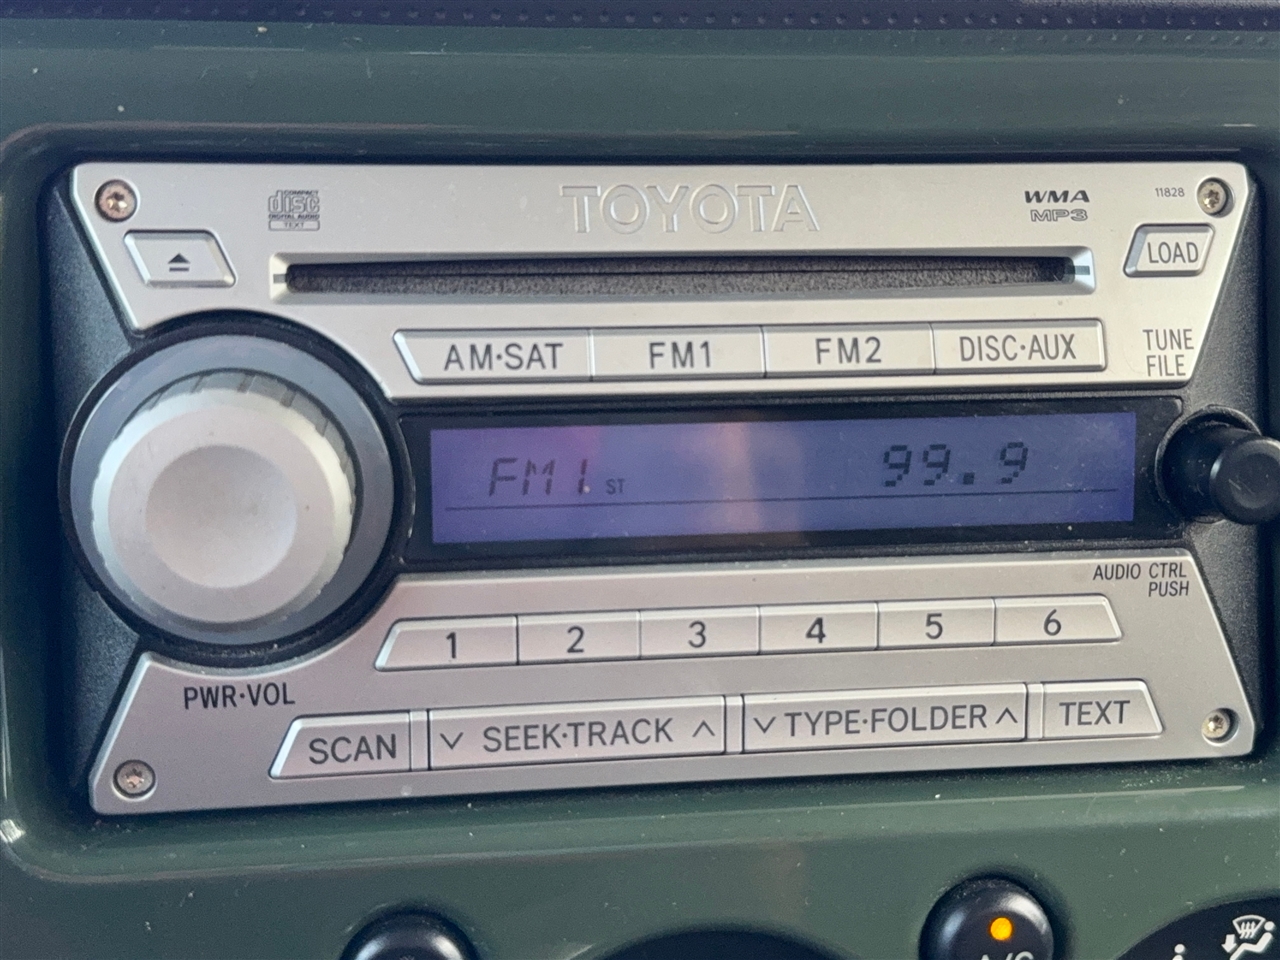 COMPACT
disc
DIGITAL AUDIO
TEXT
TOYOTA
WMA
MP3
11828
LOAD
AM·SAT
FM1
FM2
DISC·AUX
TUNE
FILE
FM1 ST
99.9
AUDIO CTRL
PUSH
1
2
3
4
5
6
PWR·VOL
SCAN
SEEK·TRACK
TYPE·FOLDER
TEXT
A/C